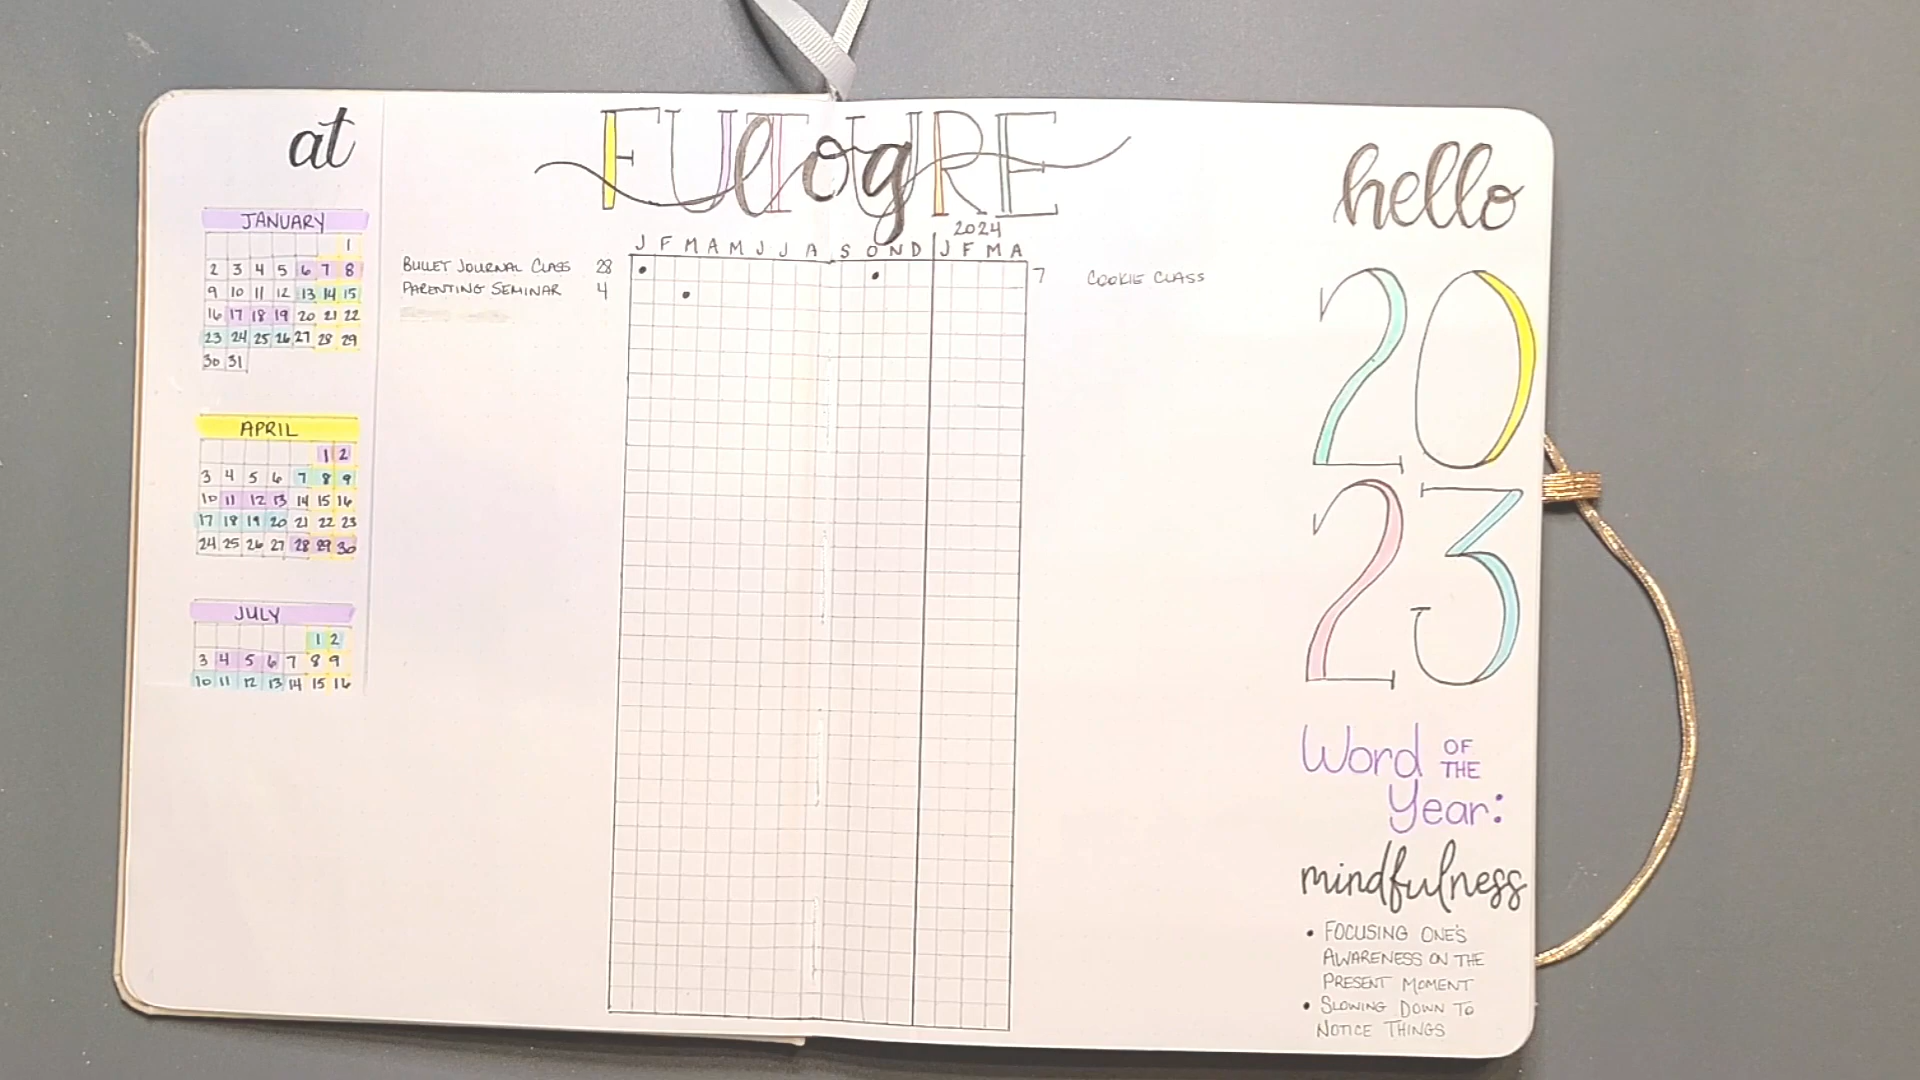 at
JANUARY
1
2 3 4 5 6 7 8
9 10 11 12 13 14 15
16 17 18 19 20 21 22
23 24 25 26 27 28 29
30 31
APRIL
1 2
3 4 5 6 7 8 9
10 11 12 13 14 15 16
17 18 19 20 21 22 23
24 25 26 27 28 29 30
JULY
1 2
3 4 5 6 7 8 9
10 11 12 13 14 15 16
FUTURE
log
2024
J F M A M J J A S O N D J F M A
BULLET JOURNAL CLASS 28
PARENTING SEMINAR 4
7 COOKIE CLASS
hello
20
23
Word OF THE
Year:
mindfulness
• FOCUSING ONE'S
AWARENESS ON THE
PRESENT MOMENT
• SLOWING DOWN TO
NOTICE THINGS